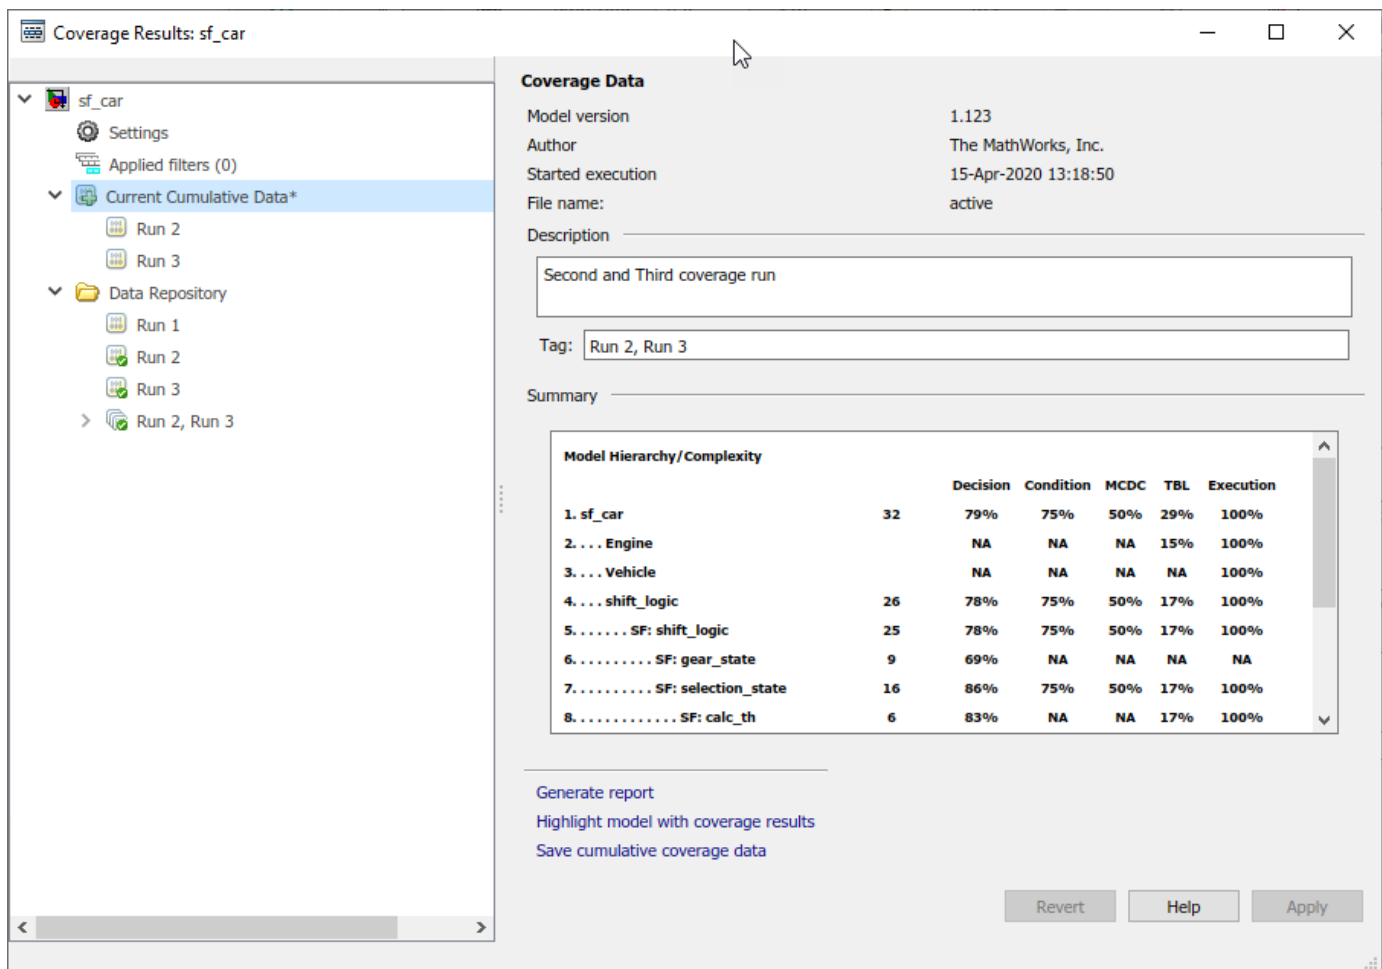 Coverage Results: sf_car
sf_car
Settings
Applied filters (0)
Current Cumulative Data*
Run 2
Run 3
Data Repository
Run 1
Run 2
Run 3
Run 2, Run 3
Coverage Data
Model version 1.123
Author The MathWorks, Inc.
Started execution 15-Apr-2020 13:18:50
File name: active
Description
Second and Third coverage run
Tag: Run 2, Run 3
Summary
Model Hierarchy/Complexity
Decision Condition MCDC TBL Execution
1. sf_car 32 79% 75% 50% 29% 100%
2. . . . Engine NA NA NA 15% 100%
3. . . . Vehicle NA NA NA NA 100%
4. . . . shift_logic 26 78% 75% 50% 17% 100%
5. . . . . . . SF: shift_logic 25 78% 75% 50% 17% 100%
6. . . . . . . . . . SF: gear_state 9 69% NA NA NA NA
7. . . . . . . . . . SF: selection_state 16 86% 75% 50% 17% 100%
8. . . . . . . . . . . . . SF: calc_th 6 83% NA NA 17% 100%
Generate report
Highlight model with coverage results
Save cumulative coverage data
Revert Help Apply